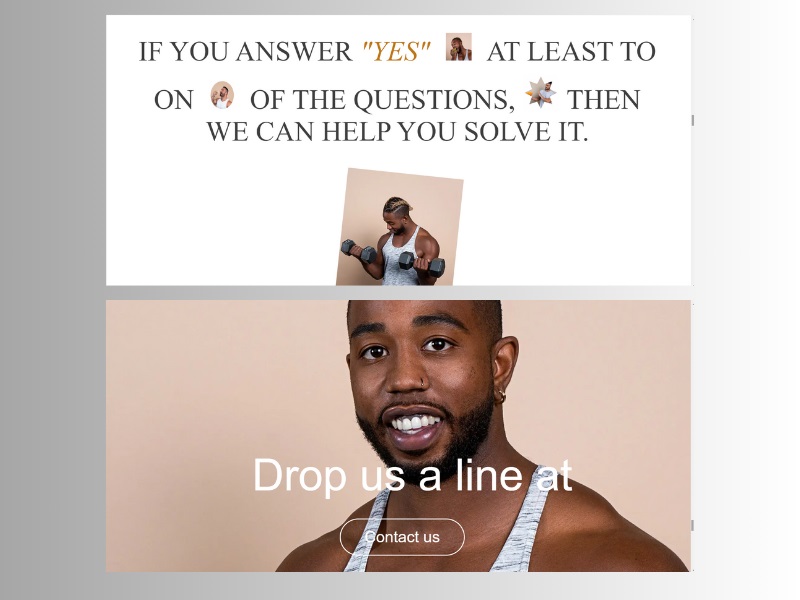 IF YOU ANSWER "YES" AT LEAST TO
ON OF THE QUESTIONS, THEN
WE CAN HELP YOU SOLVE IT.
Drop us a line at
Contact us